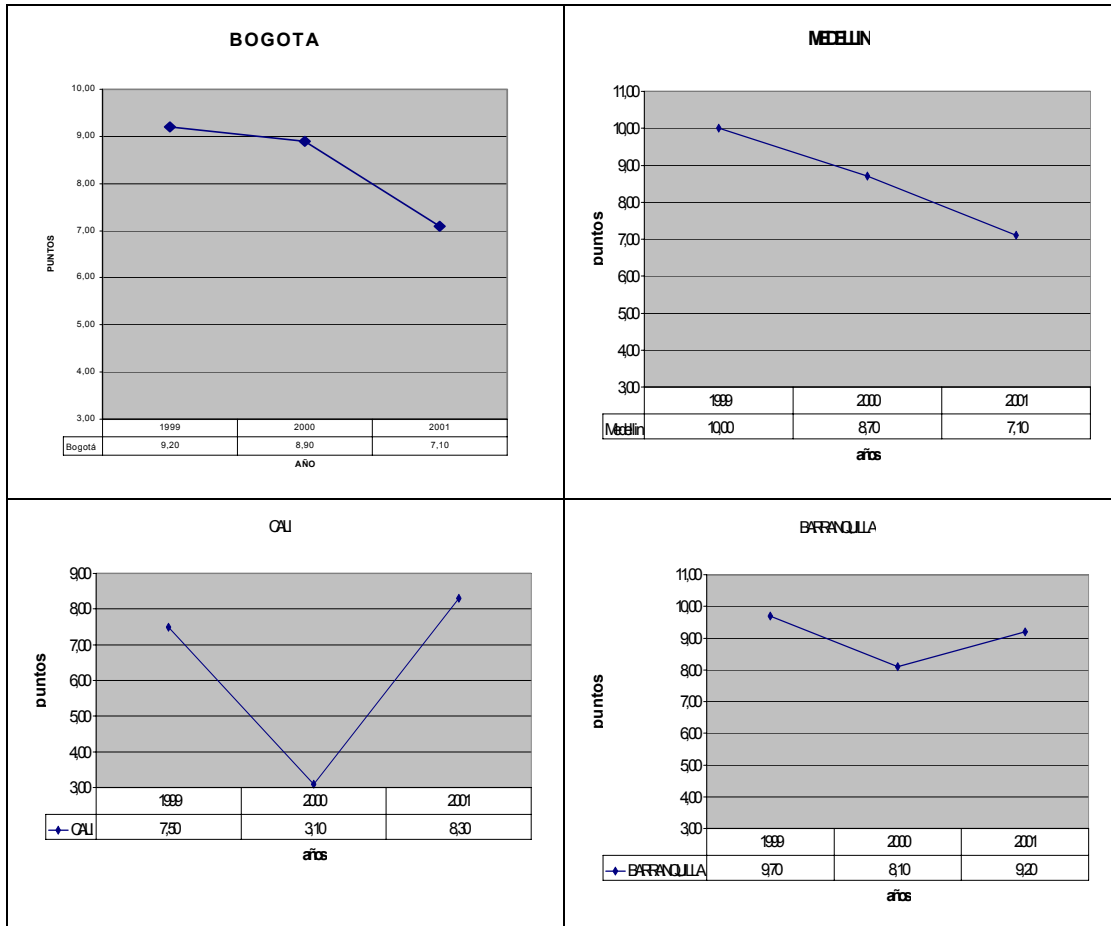 BOGOTA
10,00
9,00
8,00
7,00
6,00
5,00
4,00
3,00
PUNTOS
1999 2000 2001
Bogotá 9,20 8,90 7,10
AÑO
MEDELLIN
11,00
10,00
9,00
8,00
7,00
6,00
5,00
4,00
3,00
puntos
1999 2000 2001
Medellin 10,00 8,70 7,10
años
CALI
9,00
8,00
7,00
6,00
5,00
4,00
3,00
puntos
1999 2000 2001
CALI 7,50 3,10 8,30
años
BARRANQUILLA
11,00
10,00
9,00
8,00
7,00
6,00
5,00
4,00
3,00
puntos
1999 2000 2001
BARRANQUILLA 9,70 8,10 9,20
años